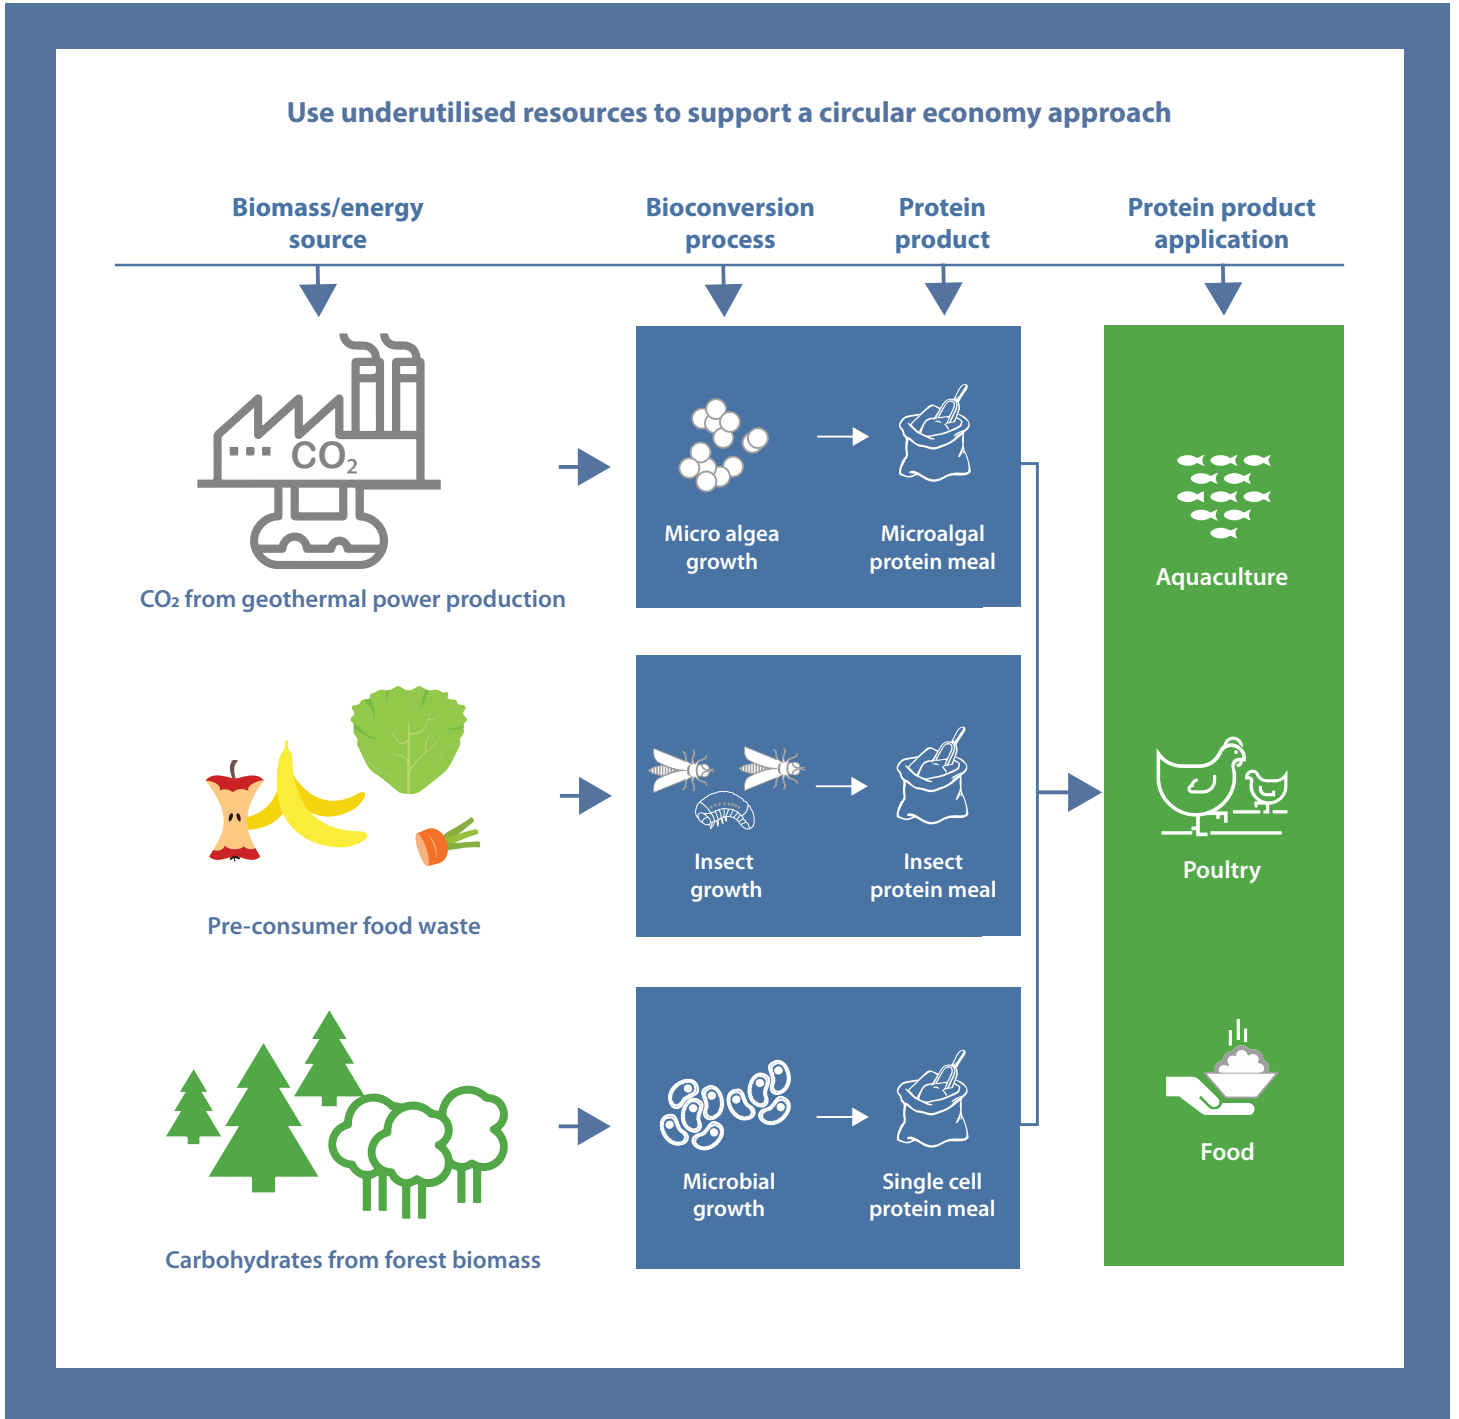 Use underutilised resources to support a circular economy approach
Biomass/energy
source
Bioconversion
process
Protein
product
Protein product
application
CO₂
CO₂ from geothermal power production
Micro algea
growth
Microalgal
protein meal
Aquaculture
Pre-consumer food waste
Insect
growth
Insect
protein meal
Poultry
Carbohydrates from forest biomass
Microbial
growth
Single cell
protein meal
Food